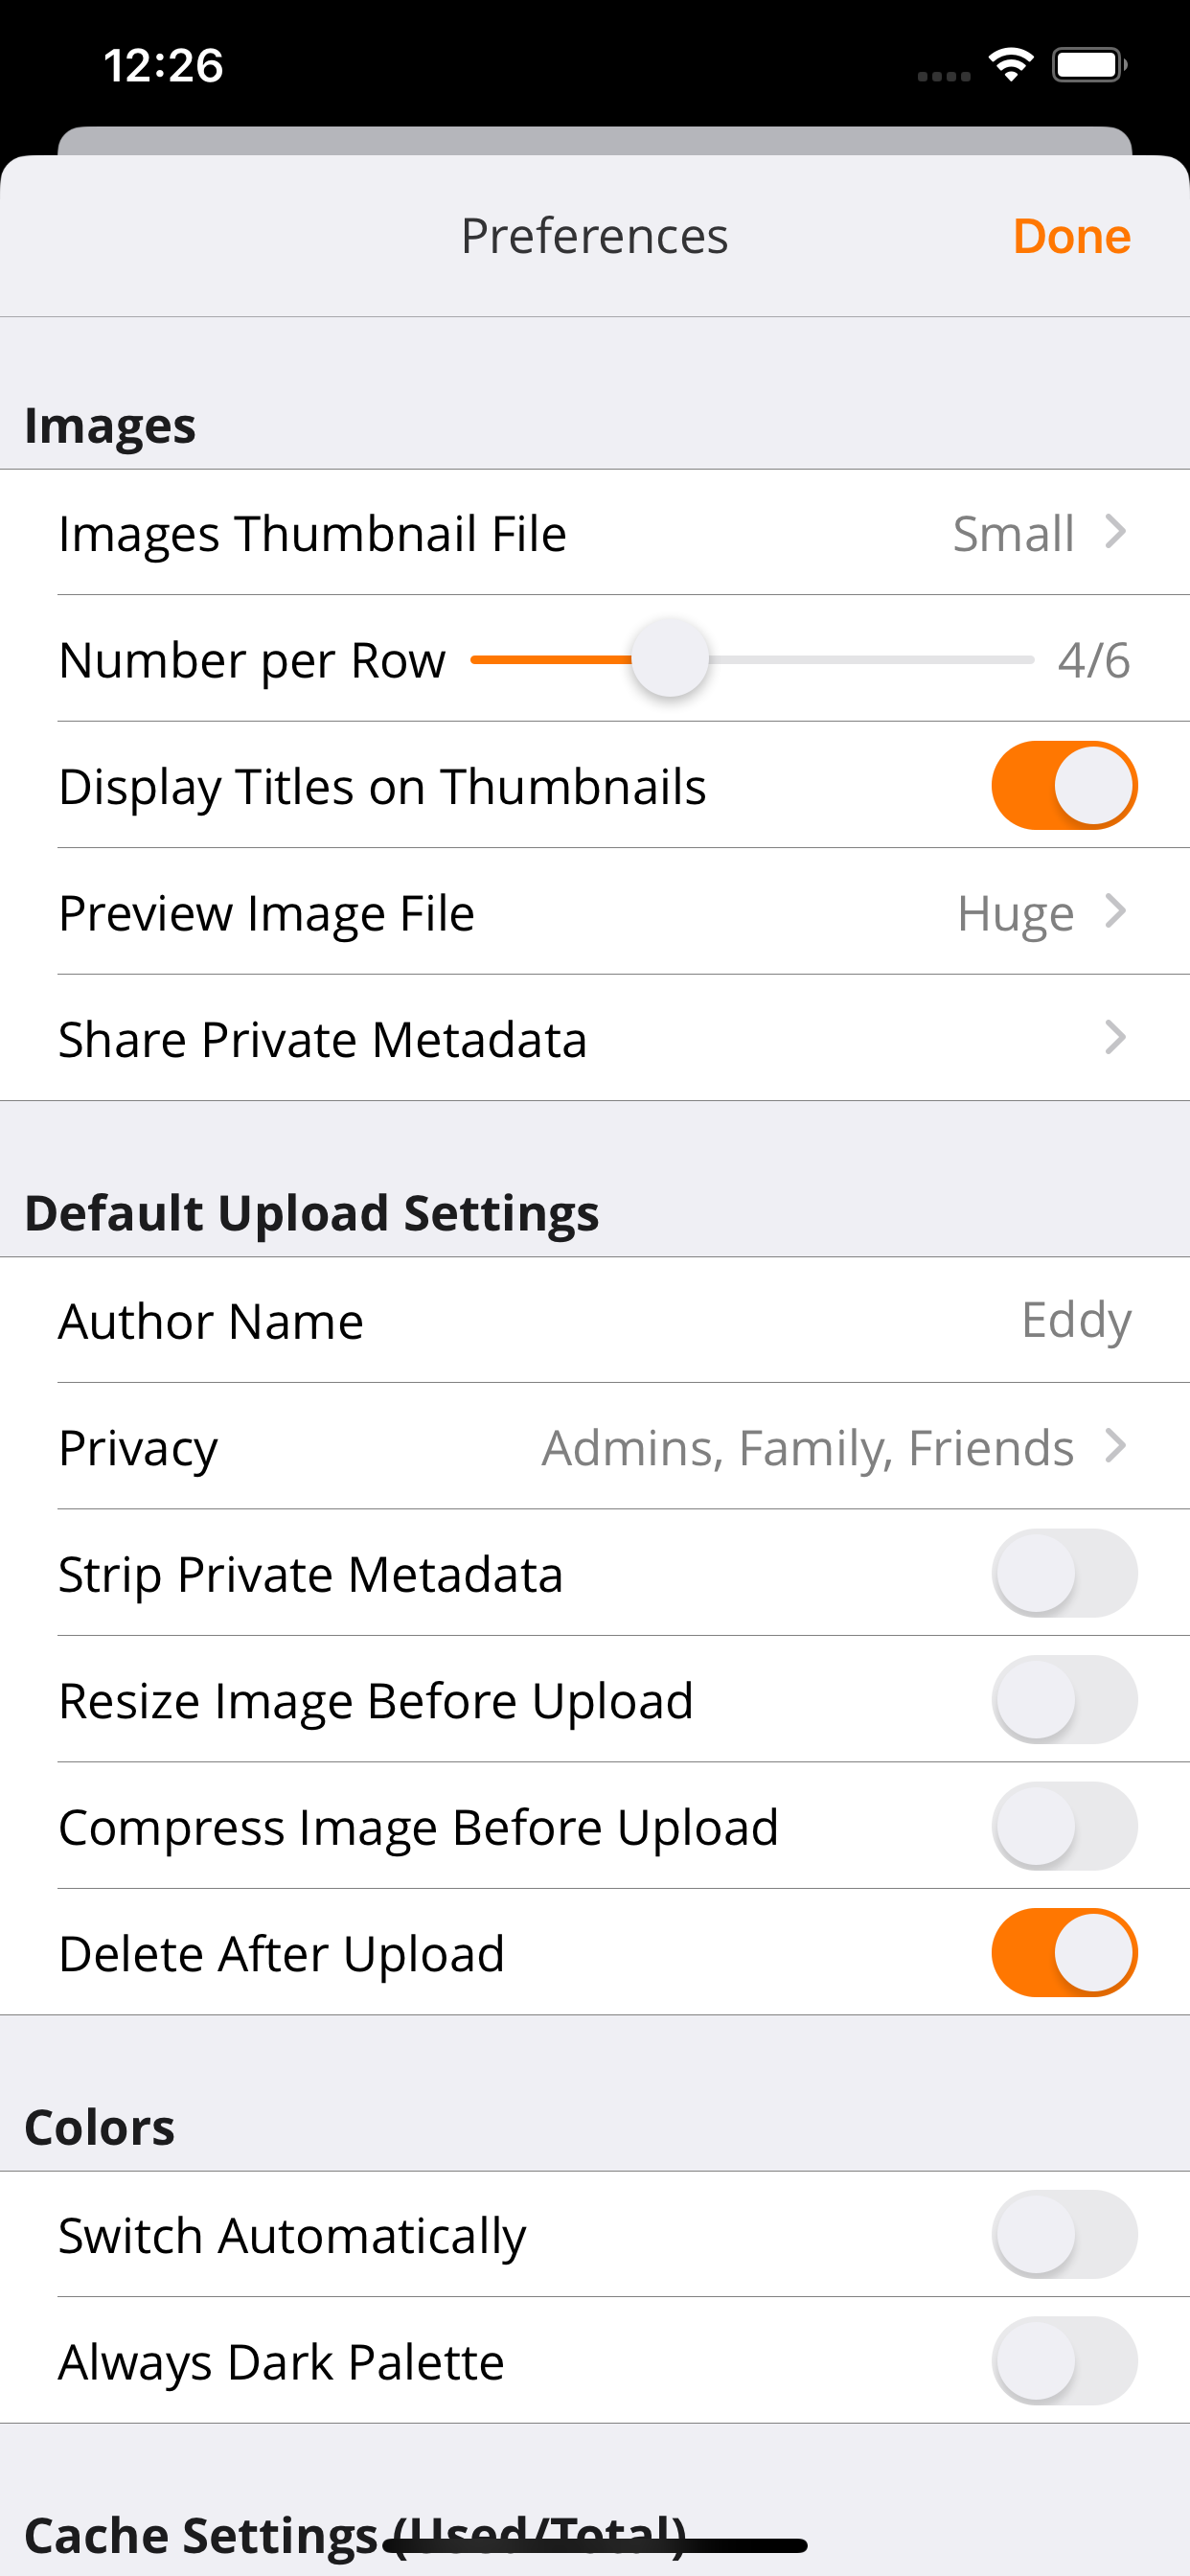 12:26
Preferences Done
Images
Images Thumbnail File Small
Number per Row 4/6
Display Titles on Thumbnails
Preview Image File Huge
Share Private Metadata
Default Upload Settings
Author Name Eddy
Privacy Admins, Family, Friends
Strip Private Metadata
Resize Image Before Upload
Compress Image Before Upload
Delete After Upload
Colors
Switch Automatically
Always Dark Palette
Cache Settings (Used/Total)